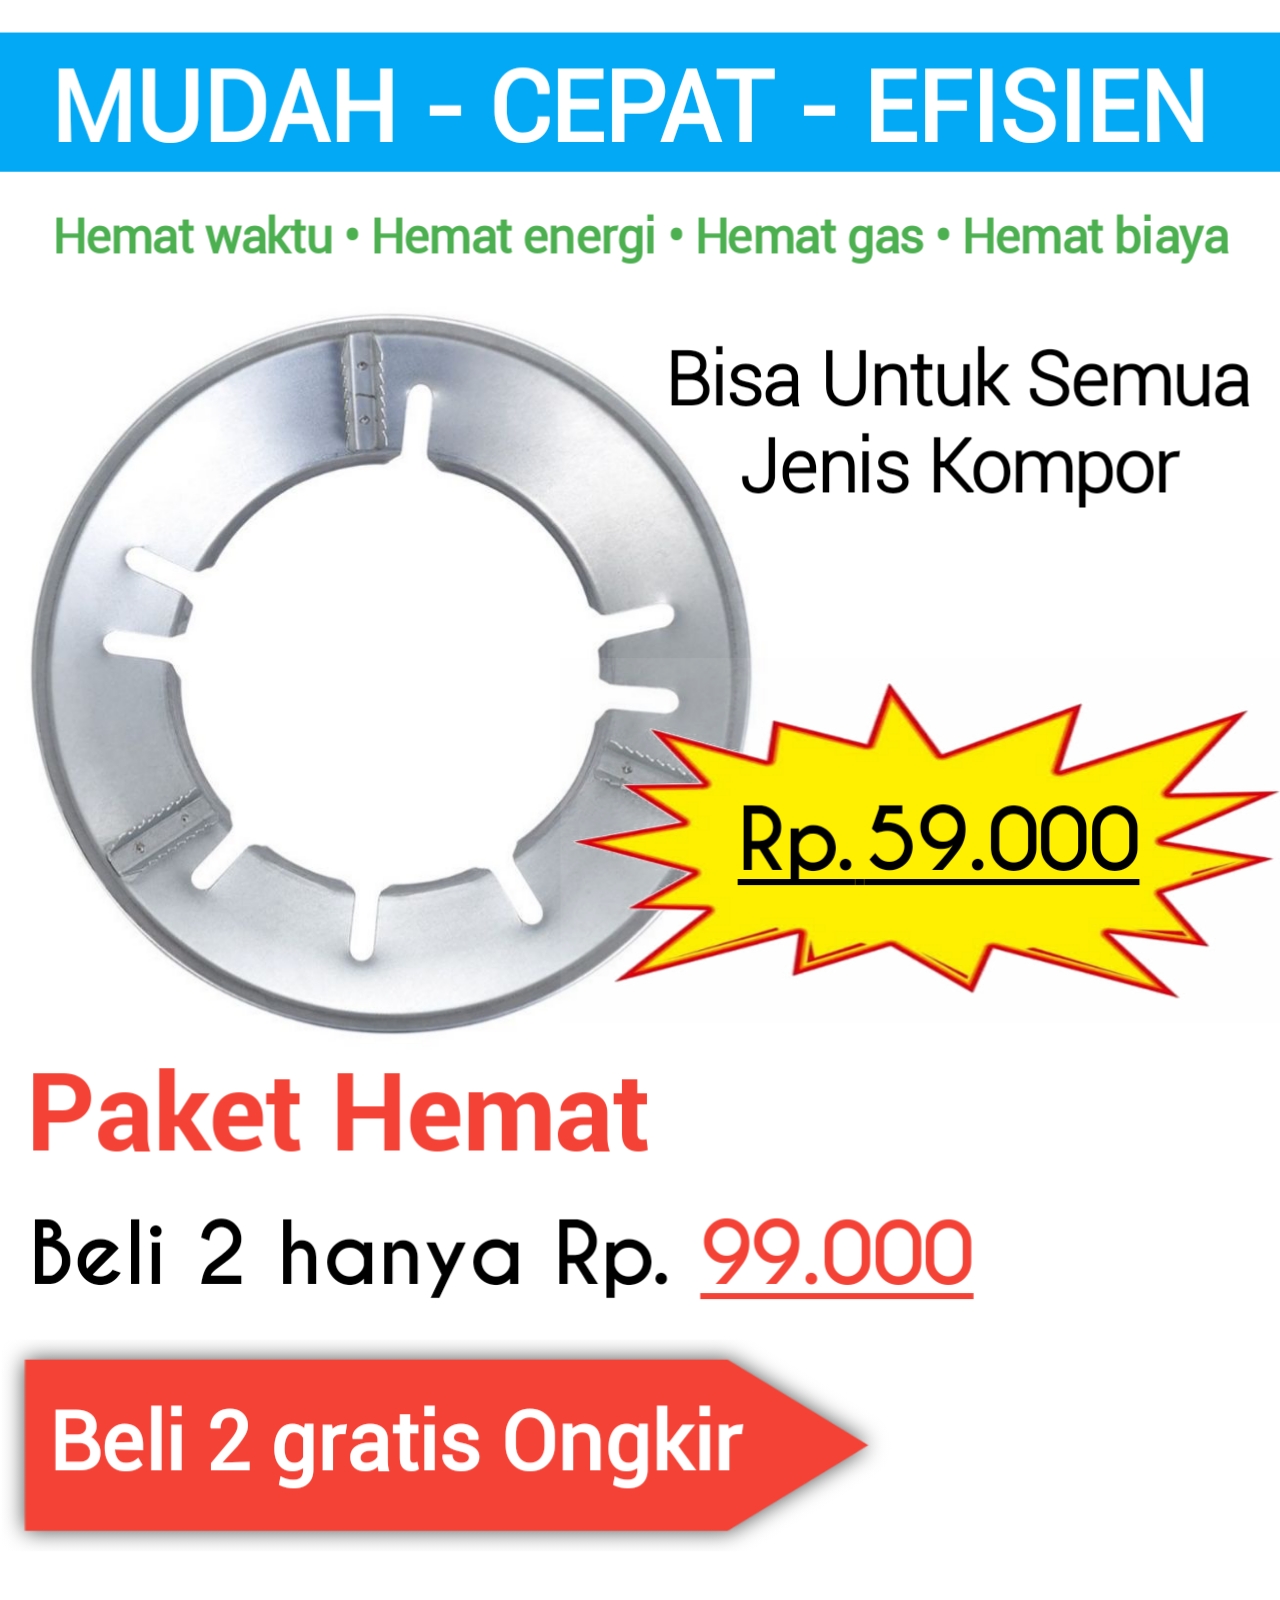 MUDAH - CEPAT - EFISIEN
Hemat waktu • Hemat energi • Hemat gas • Hemat biaya
Bisa Untuk Semua
Jenis Kompor
Rp. 59.000
Paket Hemat
Beli 2 hanya Rp. 99.000
Beli 2 gratis Ongkir